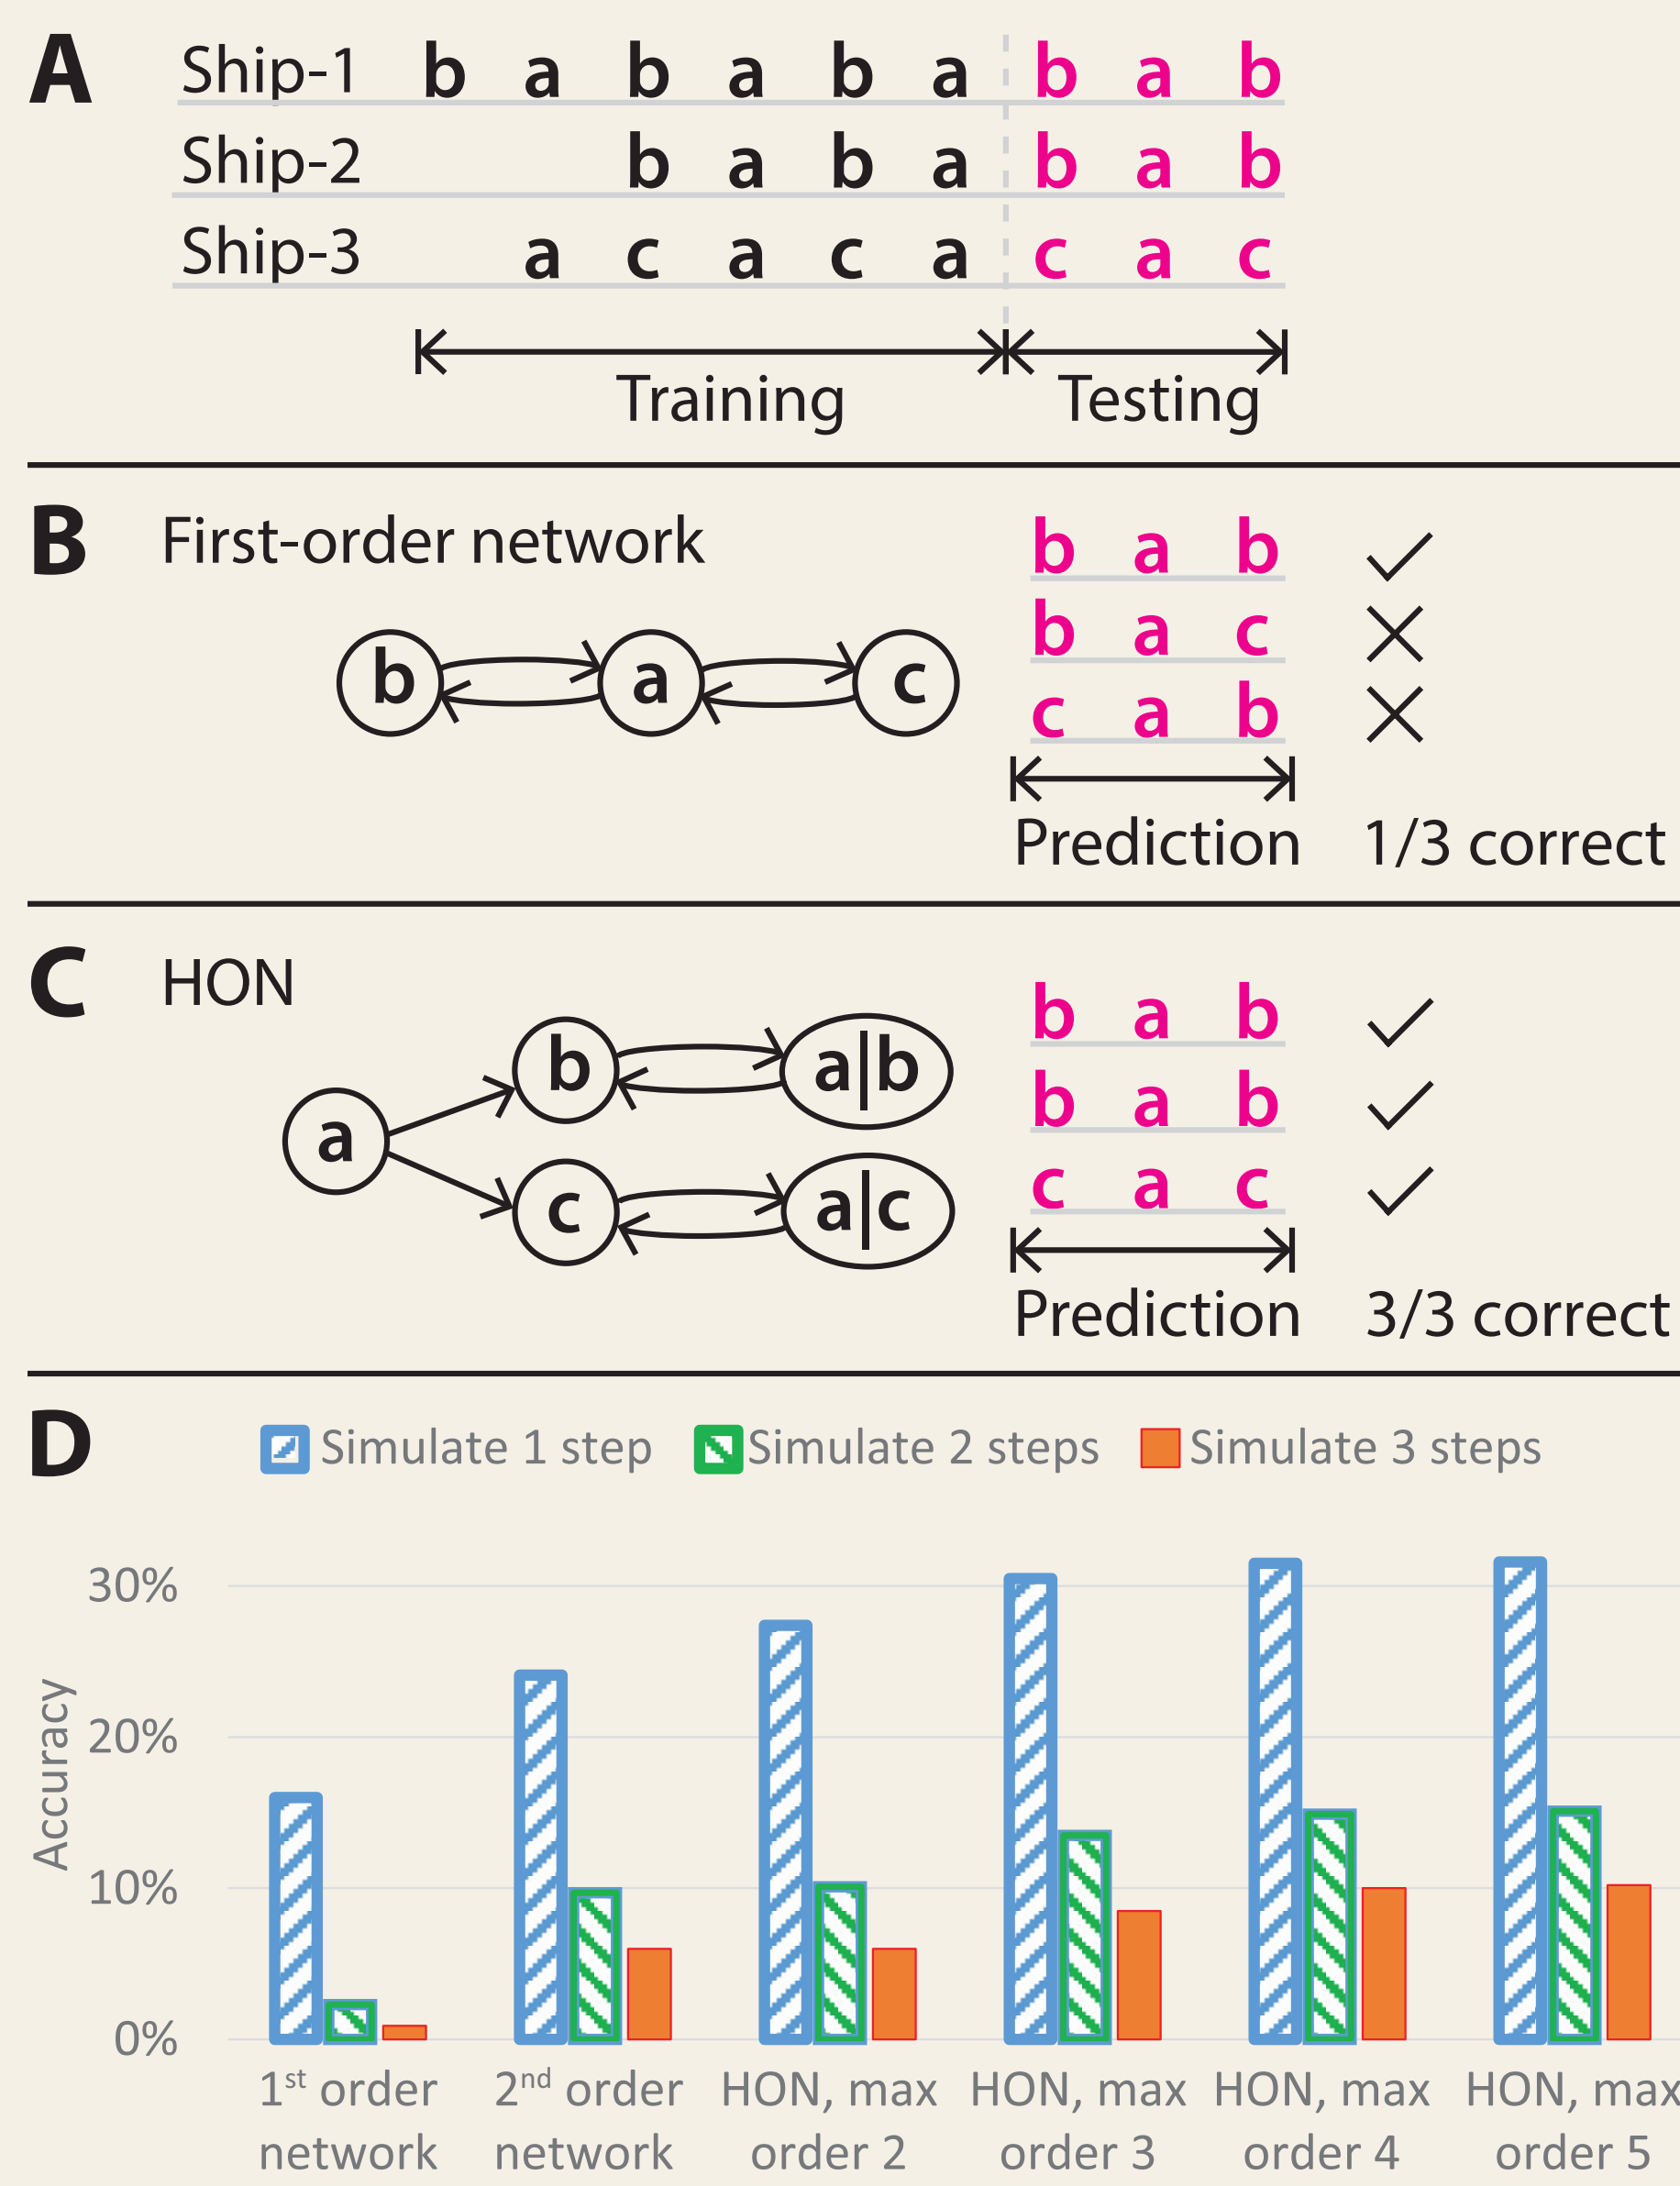 A
Ship-1 b a b a b a b a b
Ship-2 b a b a b a b
Ship-3 a c a c a c a c
Training Testing
B First-order network
b a c
b a b
b a c
c a b
Prediction 1/3 correct
C HON
a b a|b
c a|c
b a b
b a b
c a c
Prediction 3/3 correct
D
Simulate 1 step Simulate 2 steps Simulate 3 steps
Accuracy
30%
20%
10%
0%
1st order network
2nd order network
HON, max order 2
HON, max order 3
HON, max order 4
HON, max order 5